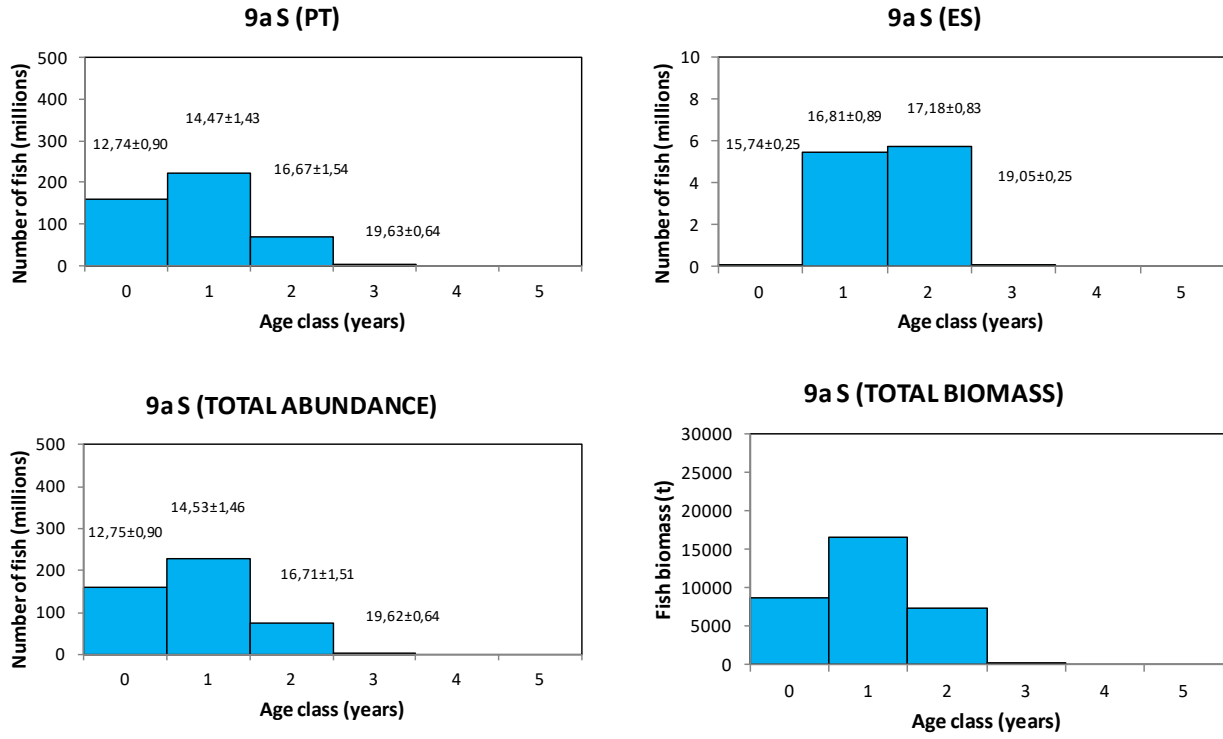 9a S (PT)
Number of fish (millions)
500
400
300
200
100
0
12,74±0,90
14,47±1,43
16,67±1,54
19,63±0,64
0 1 2 3 4 5
Age class (years)
9a S (ES)
Number of fish (millions)
10
8
6
4
2
0
15,74±0,25
16,81±0,89
17,18±0,83
19,05±0,25
0 1 2 3 4 5
Age class (years)
9a S (TOTAL ABUNDANCE)
Number of fish (millions)
500
400
300
200
100
0
12,75±0,90
14,53±1,46
16,71±1,51
19,62±0,64
0 1 2 3 4 5
Age class (years)
9a S (TOTAL BIOMASS)
Fish biomass (t)
30000
25000
20000
15000
10000
5000
0
0 1 2 3 4 5
Age class (years)